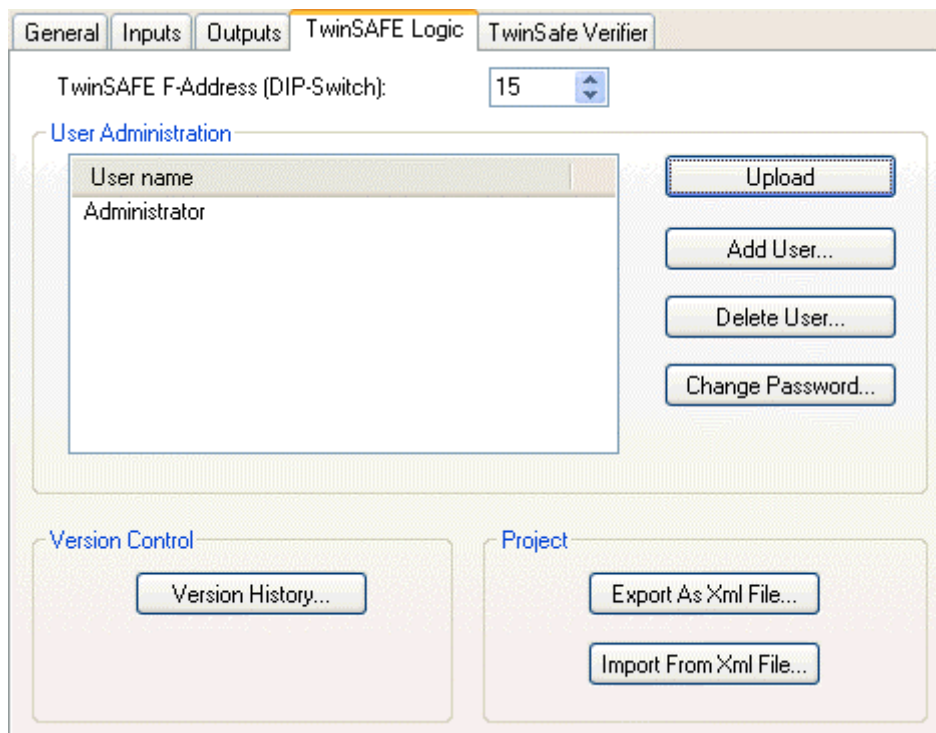 General Inputs Outputs TwinSAFE Logic TwinSafe Verifier
TwinSAFE F-Address (DIP-Switch): 15
User Administration
User name
Administrator
Upload
Add User...
Delete User...
Change Password...
Version Control
Version History...
Project
Export As Xml File...
Import From Xml File...